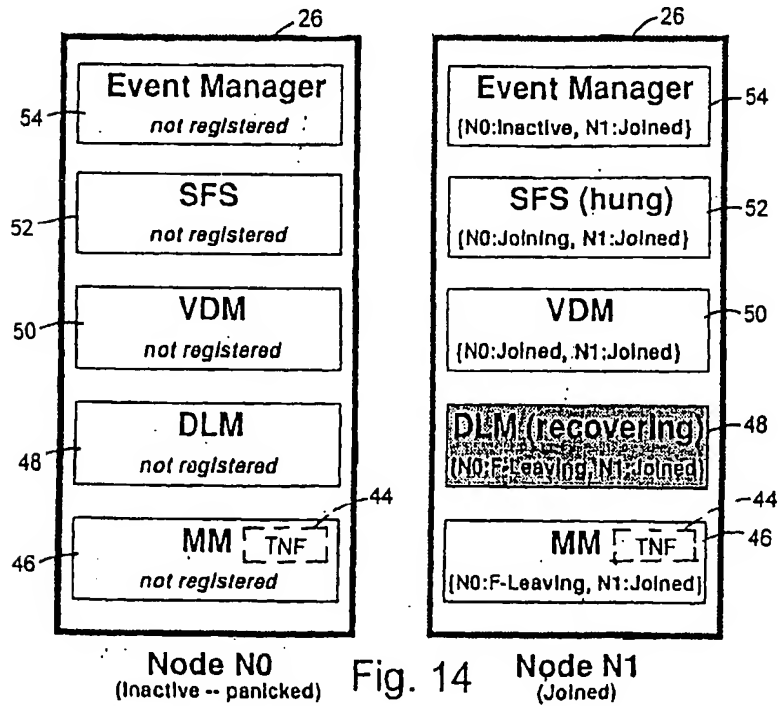 26
Event Manager
not registered
54
SFS
not registered
52
VDM
not registered
50
DLM
not registered
48
44
MM
TNF
not registered
46
Node N0
(Inactive -- panicked)
26
Event Manager
{N0:Inactive, N1:Joined}
54
SFS (hung)
{N0:Joining, N1:Joined}
52
VDM
{N0:Joined, N1:Joined}
50
DLM (recovering)
{N0:F-Leaving, N1:Joined}
48
44
MM
TNF
{N0:F-Leaving, N1:Joined}
46
Node N1
(Joined)
Fig. 14